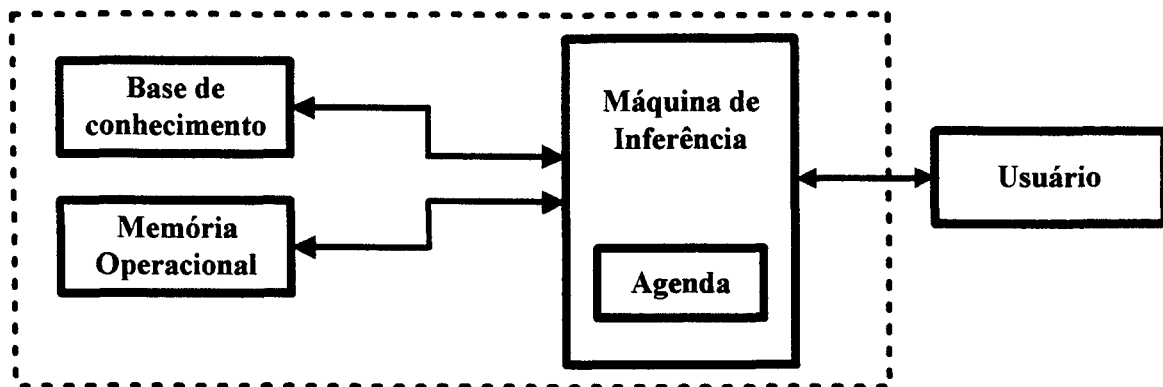 Base de
conhecimento
Memória
Operacional
Máquina de
Inferência
Agenda
Usuário